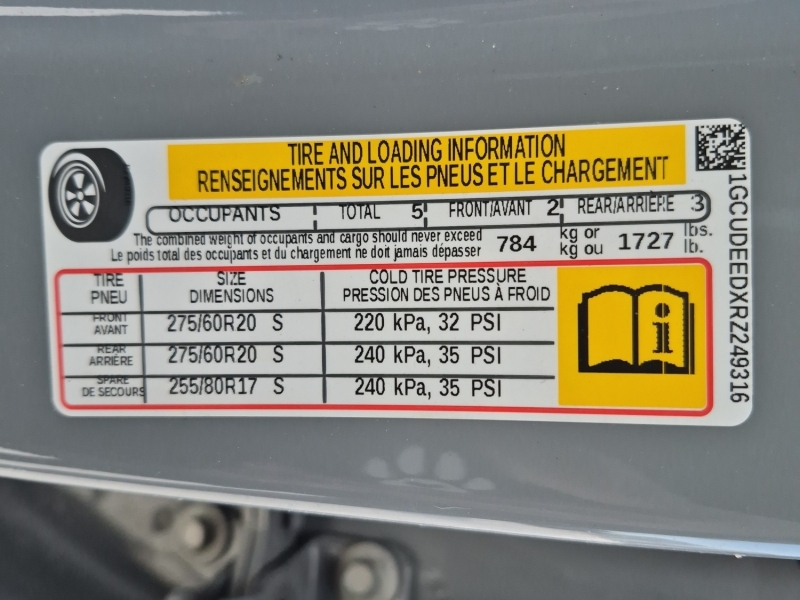 TIRE AND LOADING INFORMATION
RENSEIGNEMENTS SUR LES PNEUS ET LE CHARGEMENT
OCCUPANTS TOTAL 5 FRONT/AVANT 2 REAR/ARRIÈRE 3
The combined weight of occupants and cargo should never exceed 784 kg or 1727 lbs.
Le poids total des occupants et du chargement ne doit jamais dépasser kg ou lb.
TIRE SIZE COLD TIRE PRESSURE
PNEU DIMENSIONS PRESSION DES PNEUS À FROID
FRONT
AVANT 275/60R20 S 220 kPa, 32 PSI
REAR
ARRIÈRE 275/60R20 S 240 kPa, 35 PSI
SPARE
DE SECOURS 255/80R17 S 240 kPa, 35 PSI
i
1GCUDEEDXRZ249316